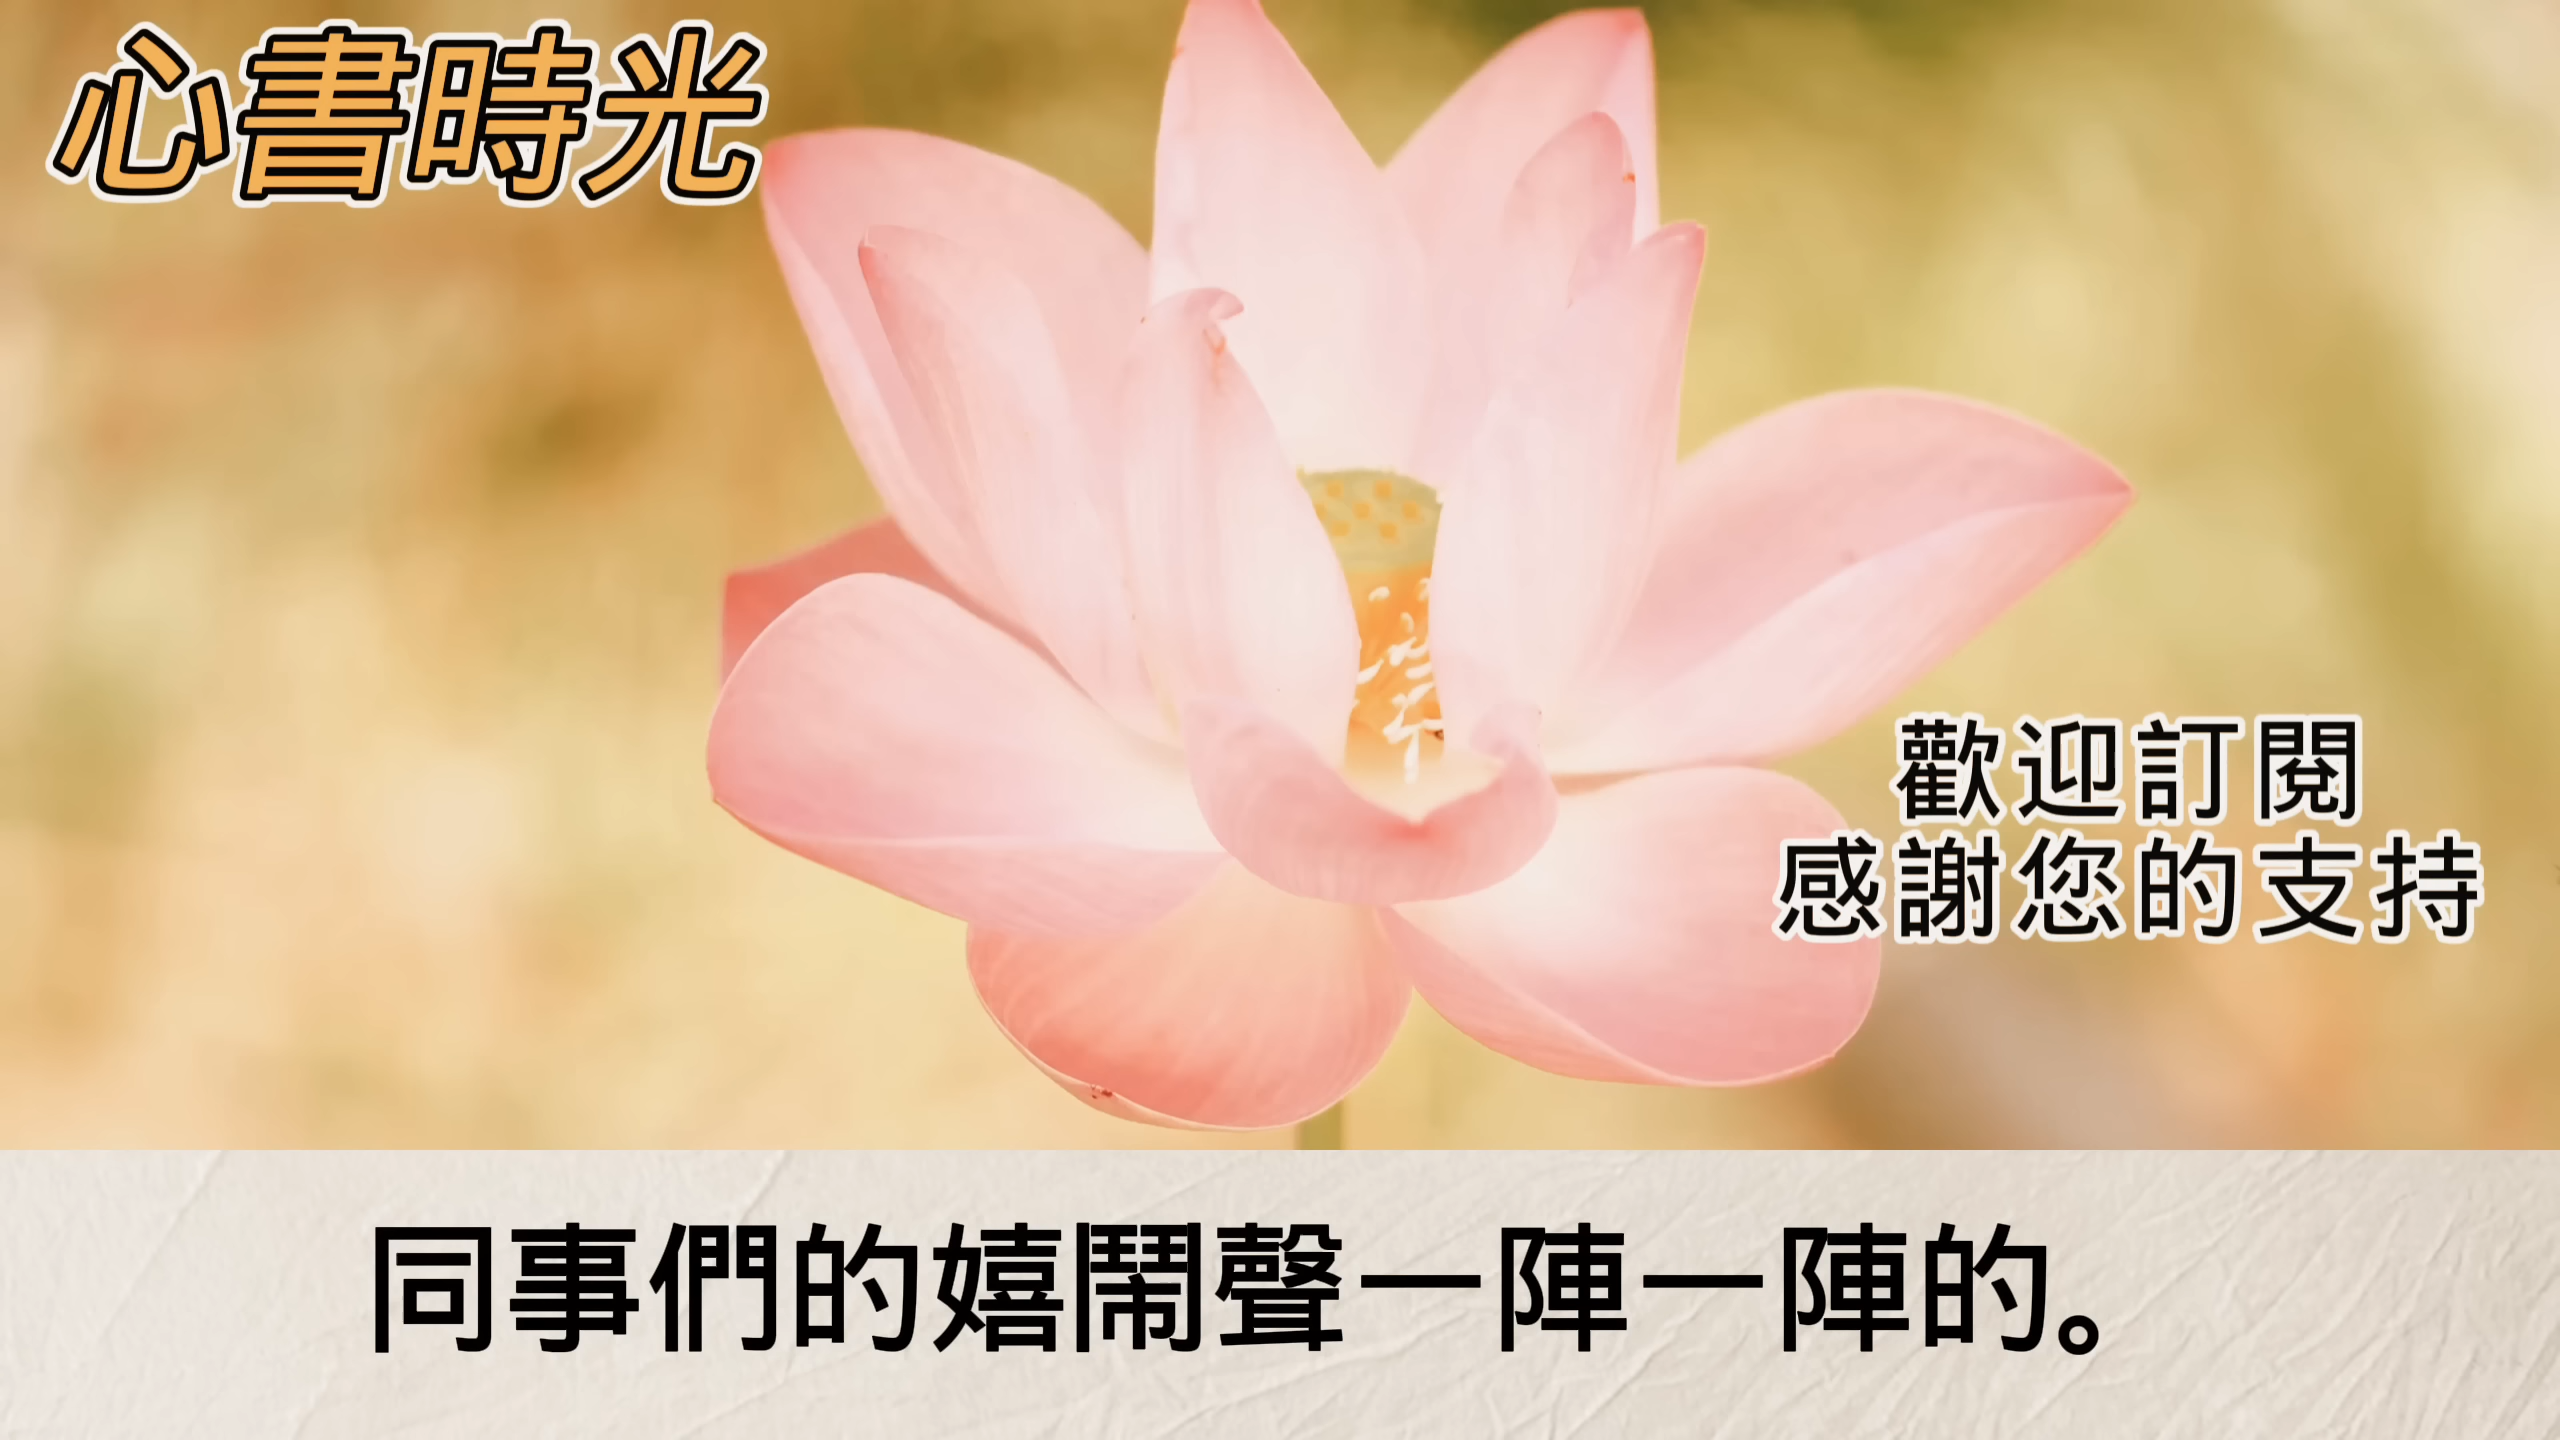 心書時光
歡迎訂閱
感謝您的支持
同事們的嬉鬧聲一陣一陣的。